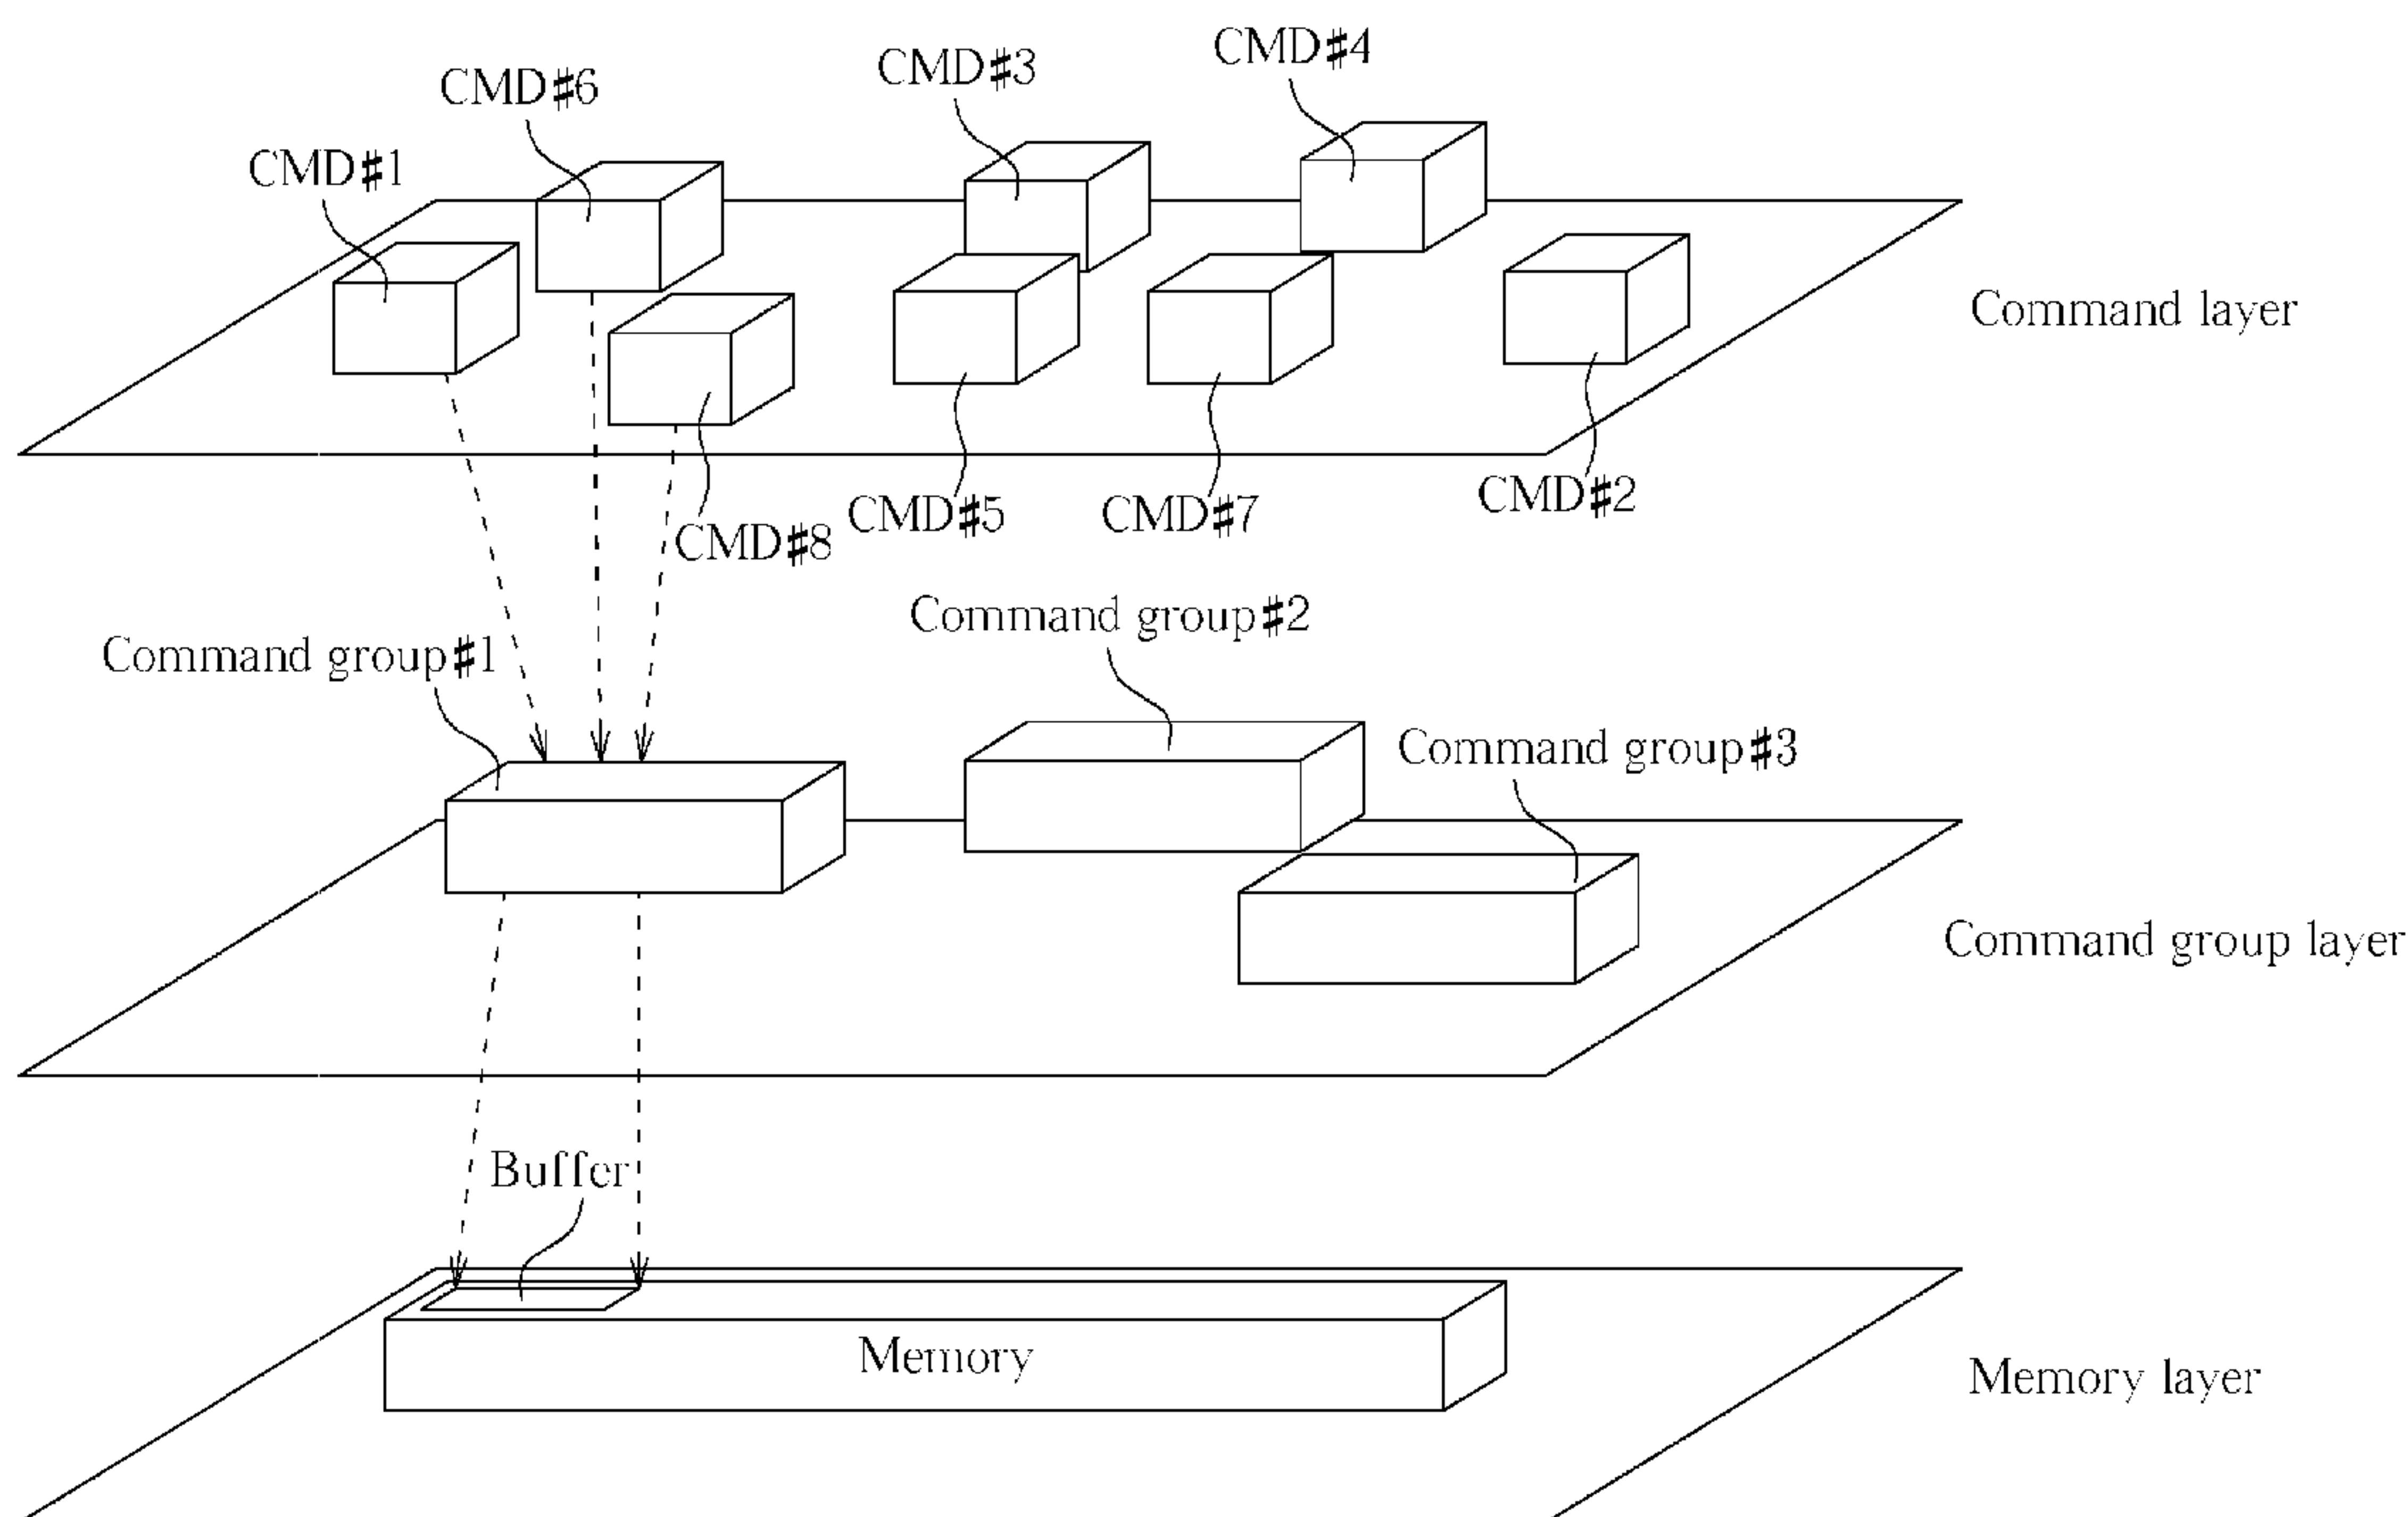 CMD#4
CMD#3
CMD#6
CMD#1
Command layer
CMD#2
CMD#5
CMD#7
CMD#8
Command group#2
Command group#1
Command group#3
Command group layer
Buffer
Memory
Memory layer